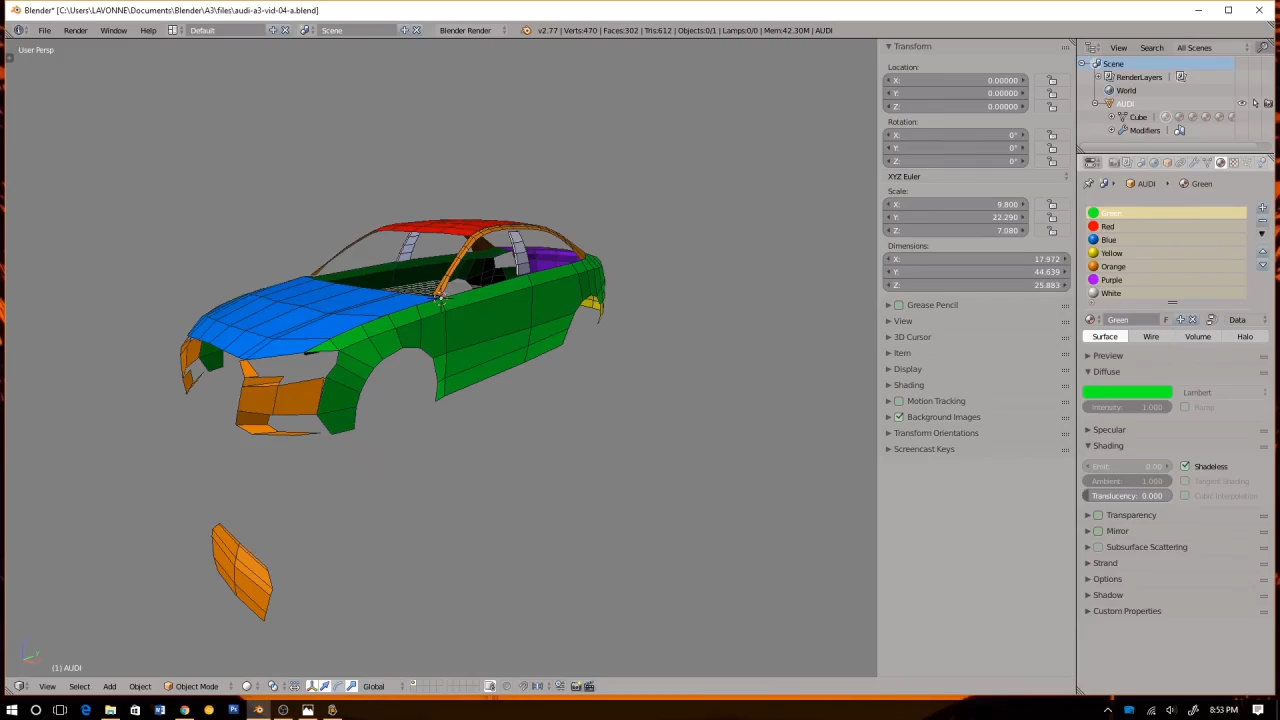 Blender* [C:\Users\LAVONNE\Documents\Blender\A3\files\audi-a3-vid-04-a.blend]
File Render Window Help Default Scene Blender Render v2.77 | Verts:470 | Faces:302 | Tris:612 | Objects:0/1 | Lamps:0/0 | Mem:42.30M | AUDI
User Persp
Transform
Location:
X: 0.00000
Y: 0.00000
Z: 0.00000
Rotation:
X: 0°
Y: 0°
Z: 0°
XYZ Euler
Scale:
X: 9.800
Y: 22.290
Z: 7.080
Dimensions:
X: 17.972
Y: 44.639
Z: 25.883
Grease Pencil
View
3D Cursor
Item
Display
Shading
Motion Tracking
Background Images
Transform Orientations
Screencast Keys
View Search All Scenes
Scene
RenderLayers
World
AUDI
Cube
Modifiers
AUDI Green
Green
Red
Blue
Yellow
Orange
Purple
White
Green F Data
Surface Wire Volume Halo
Preview
Diffuse
Lambert
Intensity: 1.000 Ramp
Specular
Shading
Emit: 0.00 Shadeless
Ambient: 1.000 Tangent Shading
Translucency: 0.000 Cubic Interpolation
Transparency
Mirror
Subsurface Scattering
Strand
Options
Shadow
Custom Properties
(1) AUDI
View Select Add Object Object Mode Global
8:53 PM